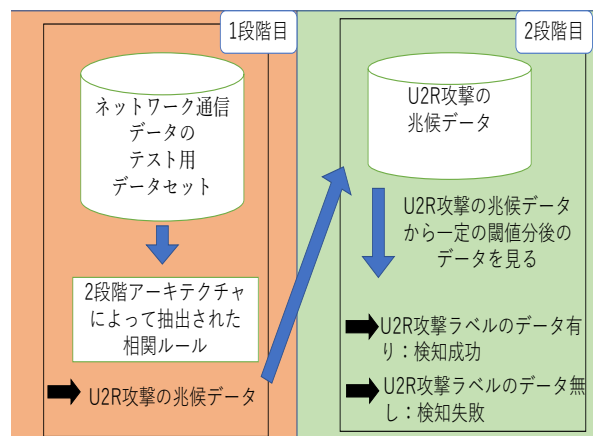 1段階目
ネットワーク通信
データの
テスト用
データセット
2段階アーキテクチャ
によって抽出された
相関ルール
U2R攻撃の兆候データ
2段階目
U2R攻撃の
兆候データ
U2R攻撃の兆候データ
から一定の閾値分後の
データを見る
U2R攻撃ラベルのデータ有
り：検知成功
U2R攻撃ラベルのデータ無
し：検知失敗